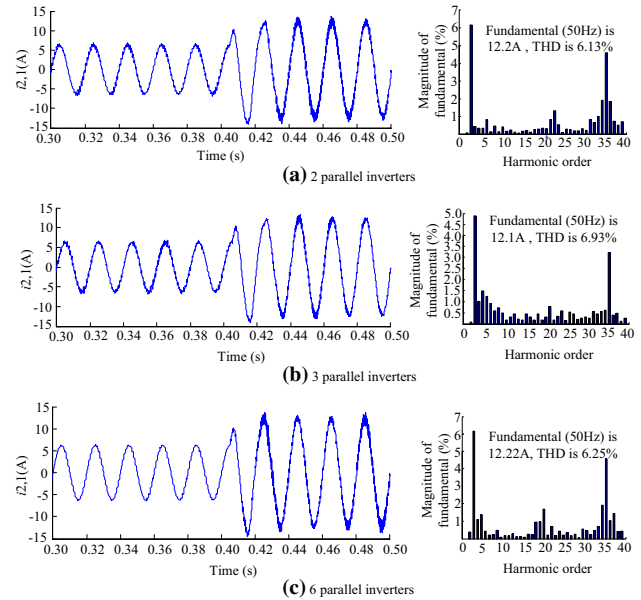 i2,1(A)
15
10
5
0
-5
-10
-15
0.30 0.32 0.34 0.36 0.38 0.40 0.42 0.44 0.46 0.48 0.50
Time (s)
Magnitude of
fundamental (%)
7
6
5
4
3
2
1
0
5 10 15 20 25 30 35 40
Harmonic order
Fundamental (50Hz) is
12.2A , THD is 6.13%
(a) 2 parallel inverters
i2,1(A)
15
10
5
0
-5
-10
-15
0.30 0.32 0.34 0.36 0.38 0.40 0.42 0.44 0.46 0.48 0.50
Time (s)
Magnitude of
fundamental (%)
5.0
4.5
3.5
2.5
1.5
0.5
0 5 10 15 20 25 30 35 40
Harmonic order
Fundamental (50Hz) is
12.1A , THD is 6.93%
(b) 3 parallel inverters
i2,1(A)
15
10
5
0
-5
-10
-15
0.30 0.32 0.34 0.36 0.38 0.40 0.42 0.44 0.46 0.48 0.50
Time (s)
Magnitude of
fundamental (%)
7
6
5
4
3
2
1
0 5 10 15 20 25 30 35 40
Harmonic order
Fundamental (50Hz) is
12.22A, THD is 6.25%
(c) 6 parallel inverters